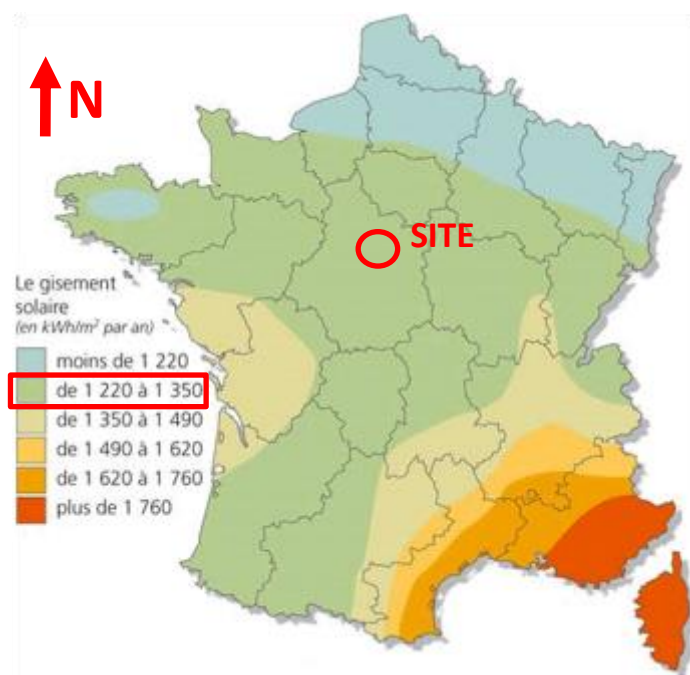 N
SITE
Le gisement
solaire
(en kWh/m² par an)
moins de 1 220
de 1 220 à 1 350
de 1 350 à 1 490
de 1 490 à 1 620
de 1 620 à 1 760
plus de 1 760